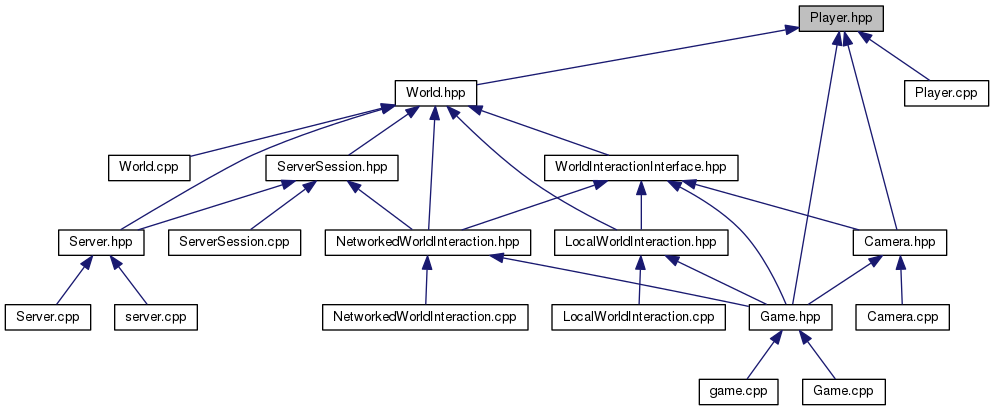 Player.hpp
World.hpp
Player.cpp
World.cpp
ServerSession.hpp
WorldInteractionInterface.hpp
Server.hpp
ServerSession.cpp
NetworkedWorldInteraction.hpp
LocalWorldInteraction.hpp
Camera.hpp
Server.cpp
server.cpp
NetworkedWorldInteraction.cpp
LocalWorldInteraction.cpp
Game.hpp
Camera.cpp
game.cpp
Game.cpp